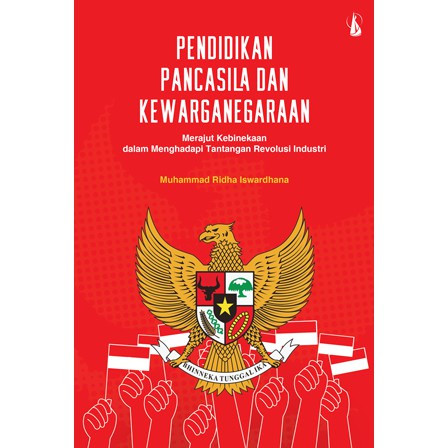 PENDIDIKAN
PANCASILA DAN
KEWARGANEGARAAN
Merajut Kebinekaan
dalam Menghadapi Tantangan Revolusi Industri
Muhammad Ridha Iswardhana
BHINNEKA TUNGGAL IKA